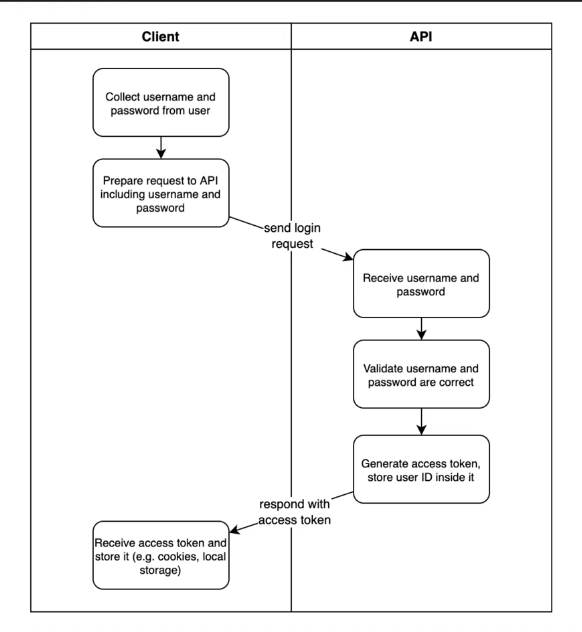 Client
API
Collect username and
password from user
Prepare request to API
including username and
password
send login
request
Receive username and
password
Validate username and
password are correct
Generate access token,
store user ID inside it
respond with
access token
Receive access token and
store it (e.g. cookies, local
storage)